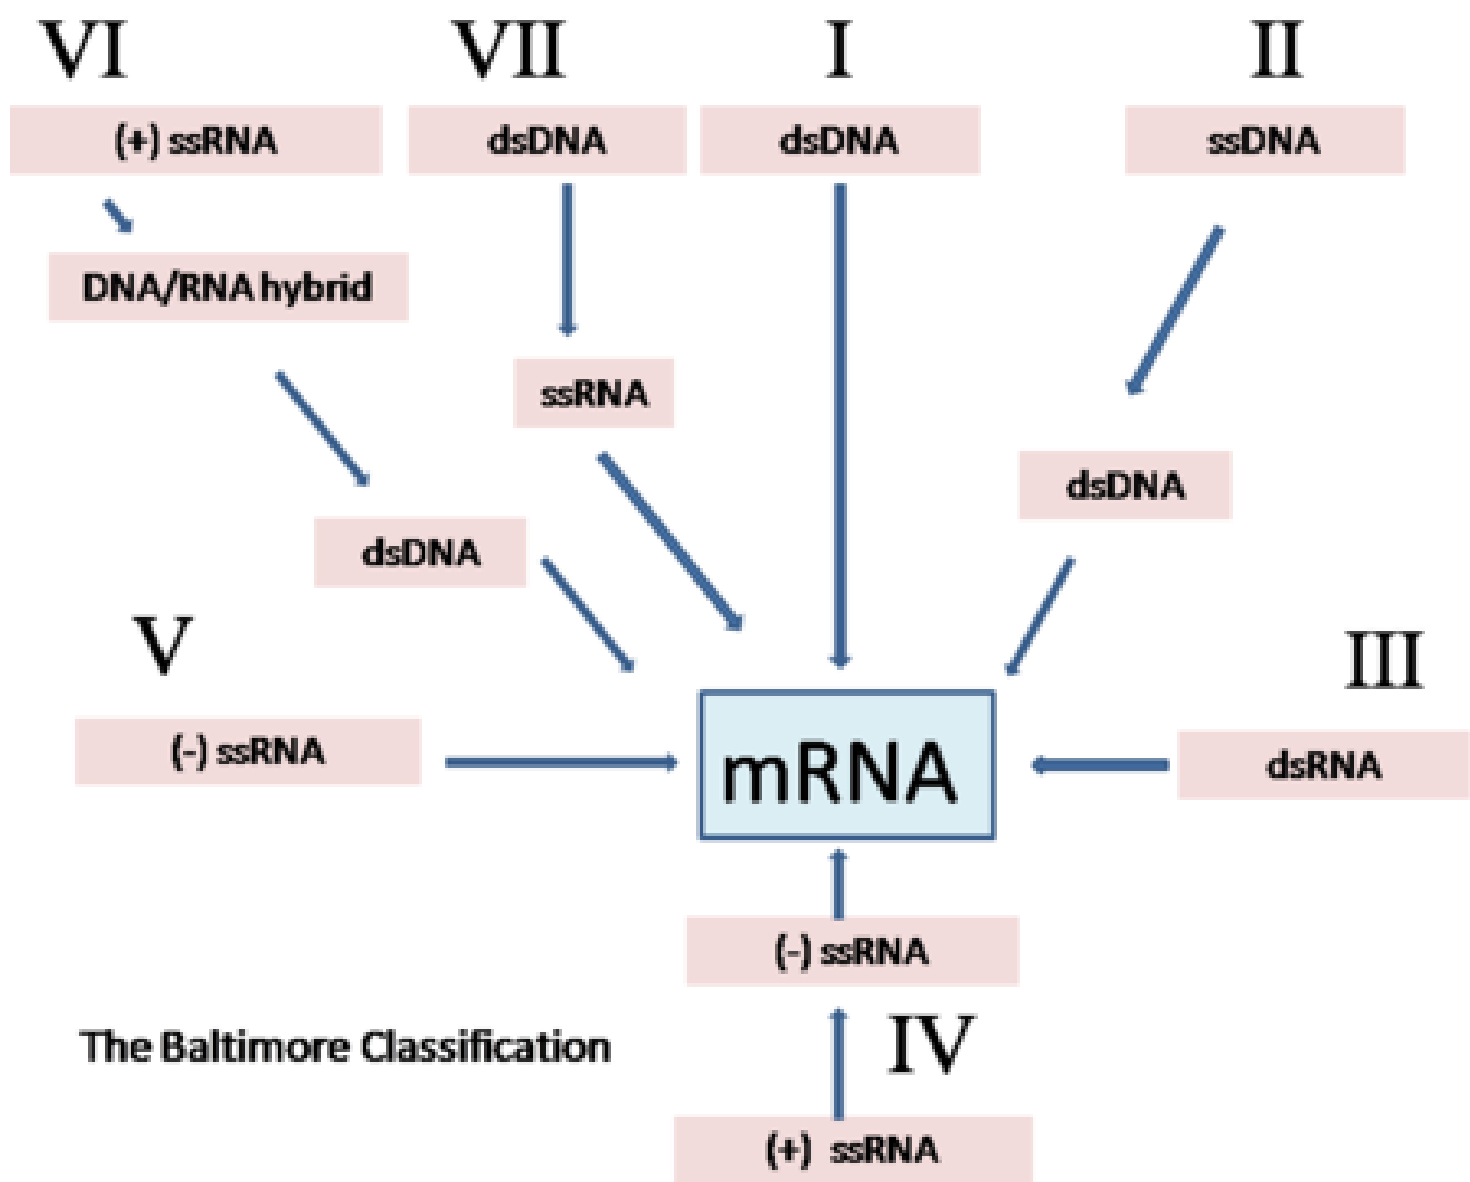 VI
VII
I
II
(+) ssRNA
dsDNA
dsDNA
ssDNA
DNA/RNA hybrid
ssRNA
dsDNA
dsDNA
V
III
(-) ssRNA
mRNA
dsRNA
(-) ssRNA
The Baltimore Classification
IV
(+) ssRNA